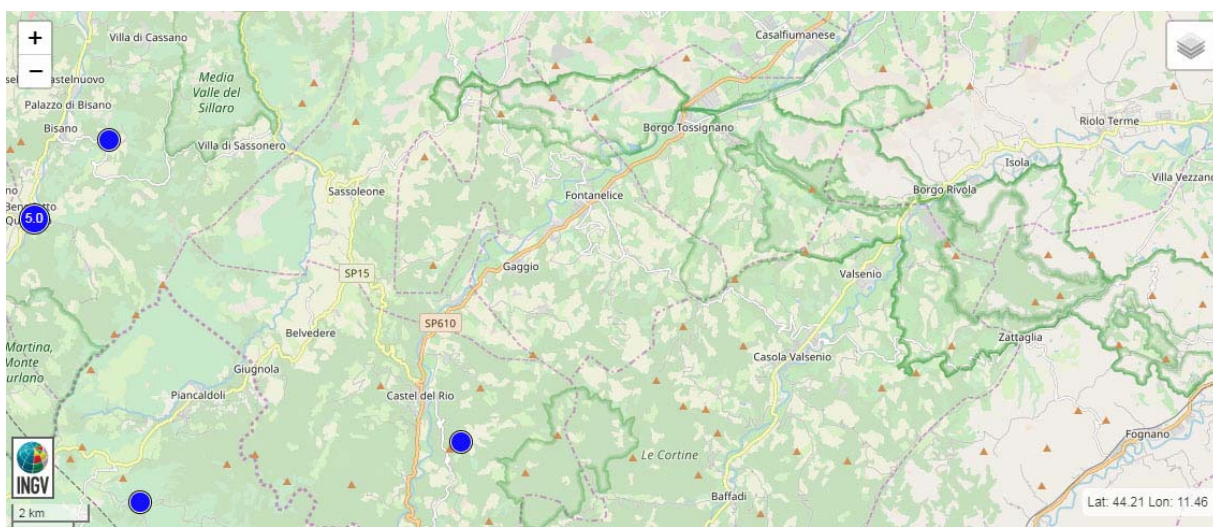 +
−
Villa di Cassano
Casalfiumanese
Media
Valle del
Sillaro
Palazzo di Bisano
Bisano
Villa di Sassonero
Borgo Tossignano
Riolo Terme
Isola
Sassoleone
Fontanelice
Borgo Rivola
Villa Vezzano
5.0
Gaggio
SP15
Valsenio
SP610
Belvedere
Zattaglia
Martina,
Monte
Giugnola
Casola Valsenio
Piancaldoli
Castel del Rio
Fognano
Le Cortine
INGV
Baffadi
2 km
Lat: 44.21 Lon: 11.46